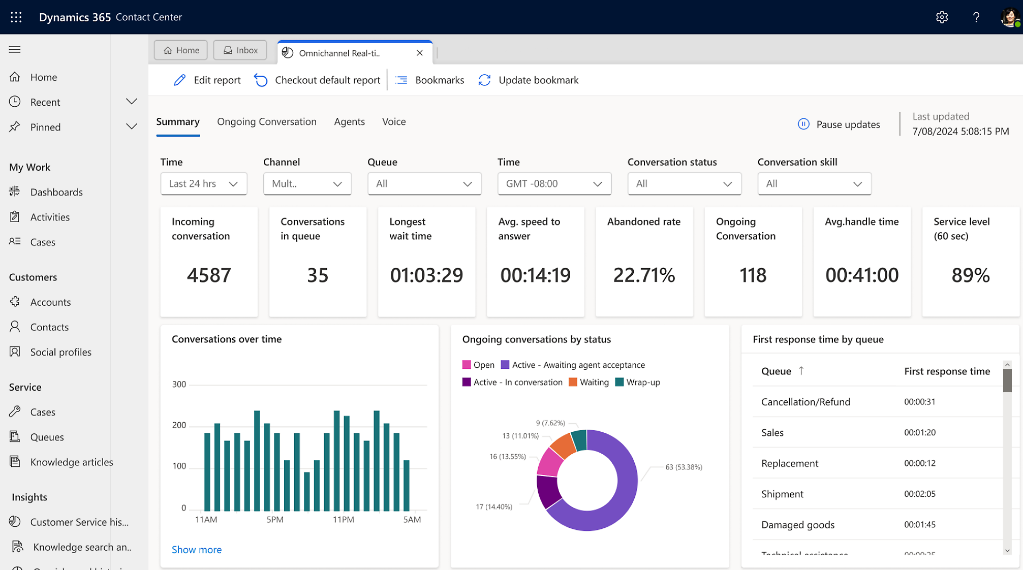 Dynamics 365 Contact Center
?
Home
Inbox
Omnichannel Real-ti..
Edit report
Checkout default report
Bookmarks
Update bookmark
Home
Recent
Pinned
My Work
Dashboards
Activities
Cases
Customers
Accounts
Contacts
Social profiles
Service
Cases
Queues
Knowledge articles
Insights
Customer Service his...
Knowledge search an..
Summary
Ongoing Conversation
Agents
Voice
Pause updates
Last updated
7/08/2024 5:08:15 PM
Time
Last 24 hrs
Channel
Mult..
Queue
All
Time
GMT -08:00
Conversation status
All
Conversation skill
All
Incoming
conversation
4587
Conversations
in queue
35
Longest
wait time
01:03:29
Avg. speed to
answer
00:14:19
Abandoned rate
22.71%
Ongoing
Conversation
118
Avg.handle time
00:41:00
Service level
(60 sec)
89%
Conversations over time
300
200
100
0
11AM 5PM 11PM 5AM
Show more
Ongoing conversations by status
Open Active - Awaiting agent acceptance
Active - In conversation Waiting Wrap-up
9 (7.62%)
13 (11.01%)
16 (13.55%)
17 (14.40%)
63 (53.38%)
First response time by queue
Queue ↑ First response time
Cancellation/Refund 00:00:31
Sales 00:01:20
Replacement 00:00:12
Shipment 00:02:05
Damaged goods 00:01:45
Technical assistance 00:00:35